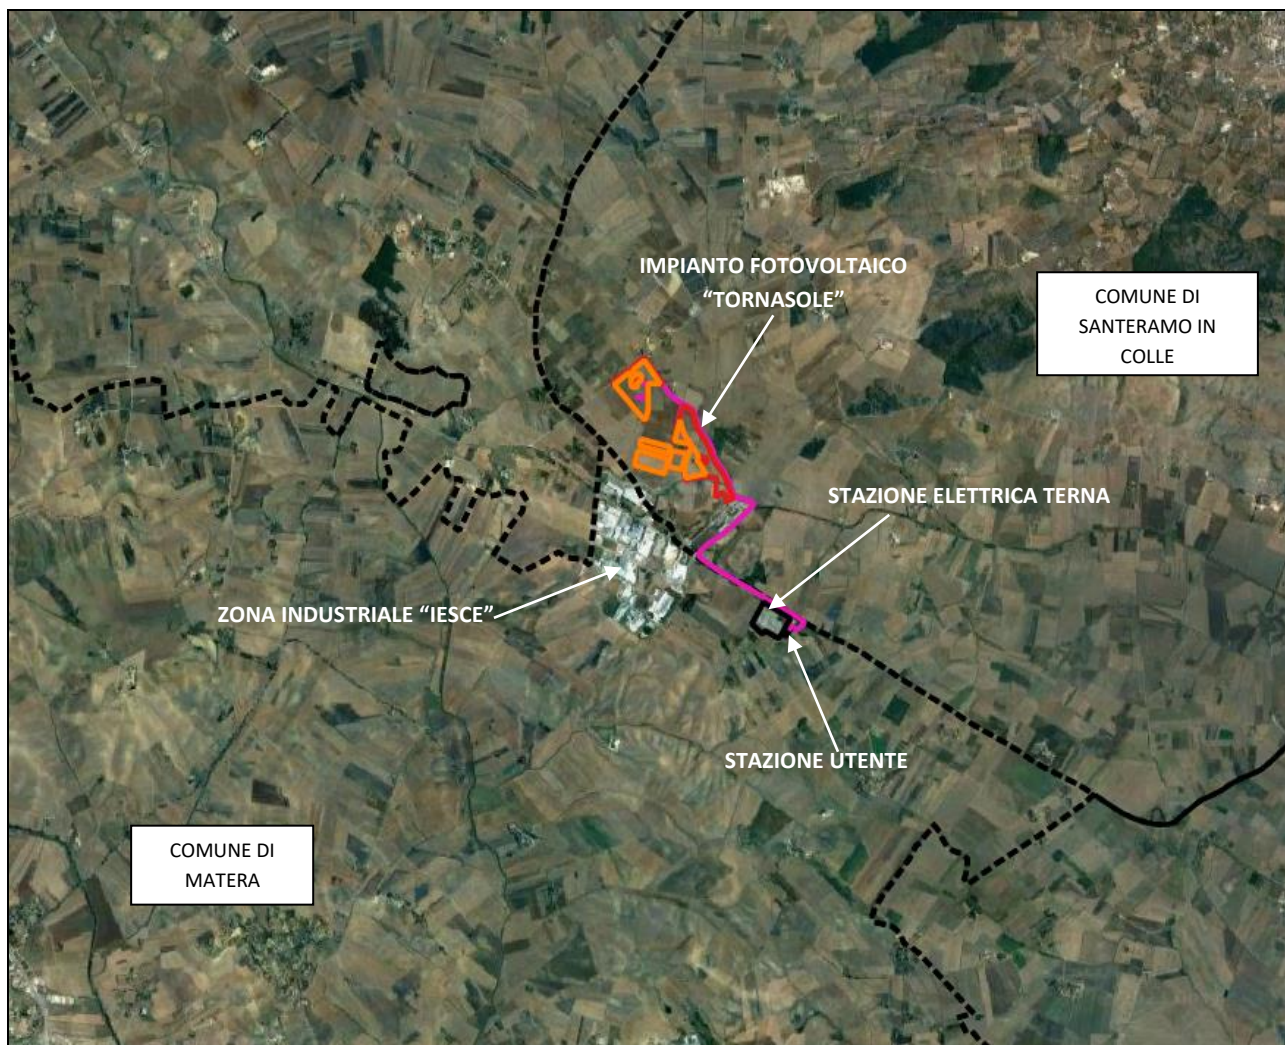 IMPIANTO FOTOVOLTAICO
“TORNASOLE”
COMUNE DI
SANTERAMO IN
COLLE
STAZIONE ELETTRICA TERNA
ZONA INDUSTRIALE “IESCE”
STAZIONE UTENTE
COMUNE DI
MATERA